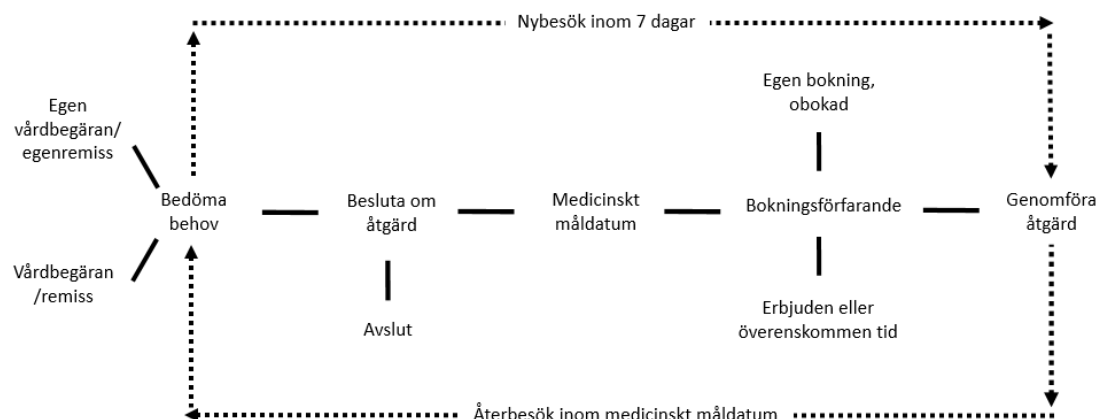 Nybesök inom 7 dagar
Egen
vårdbegäran/
egenremiss
Egen bokning,
obokad
Bedöma
behov
Besluta om
åtgärd
Medicinskt
måldatum
Bokningsförfarande
Genomföra
åtgärd
Vårdbegäran
/remiss
Avslut
Erbjuden eller
överenskommen tid
Återbesök inom medicinskt måldatum